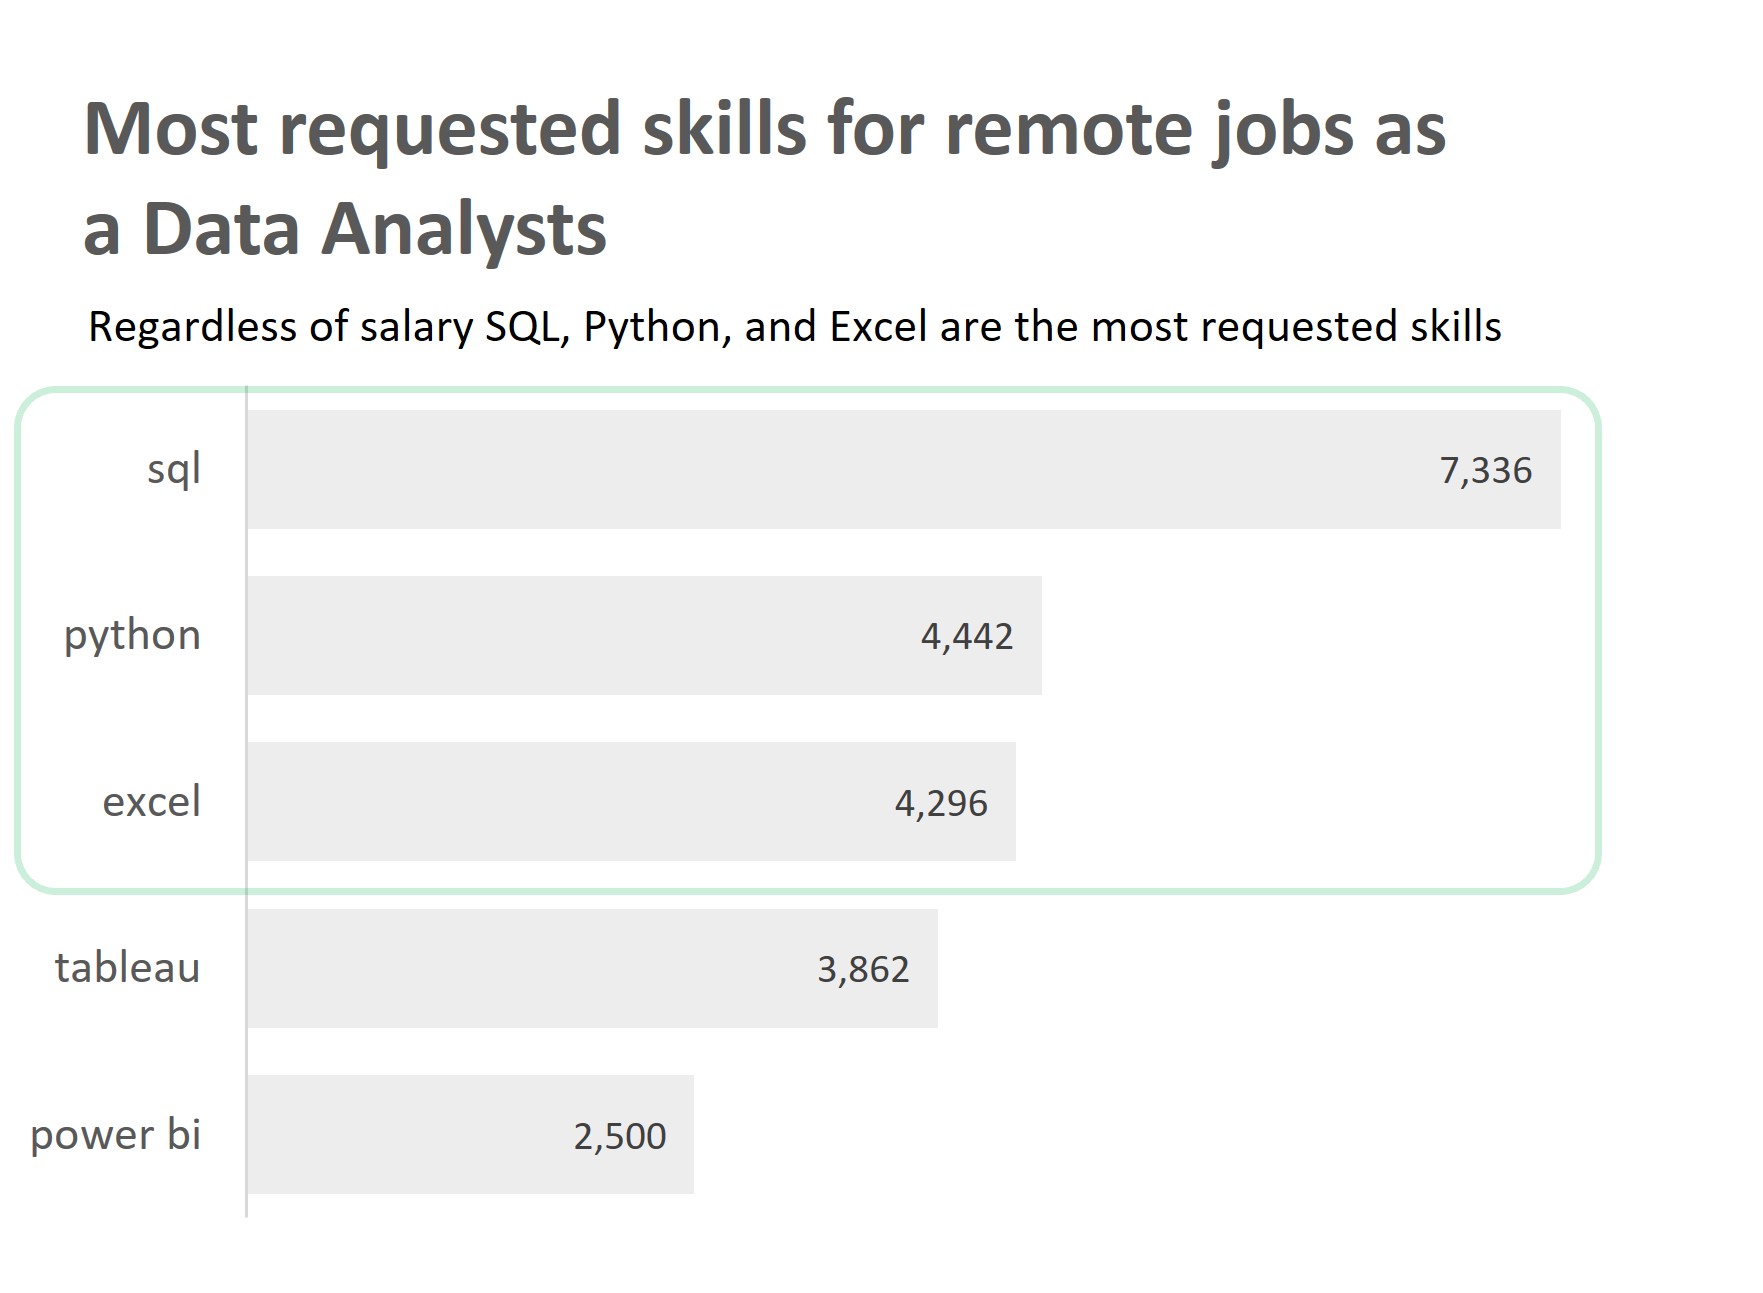 Most requested skills for remote jobs as
a Data Analysts
Regardless of salary SQL, Python, and Excel are the most requested skills
sql 7,336
python 4,442
excel 4,296
tableau 3,862
power bi 2,500